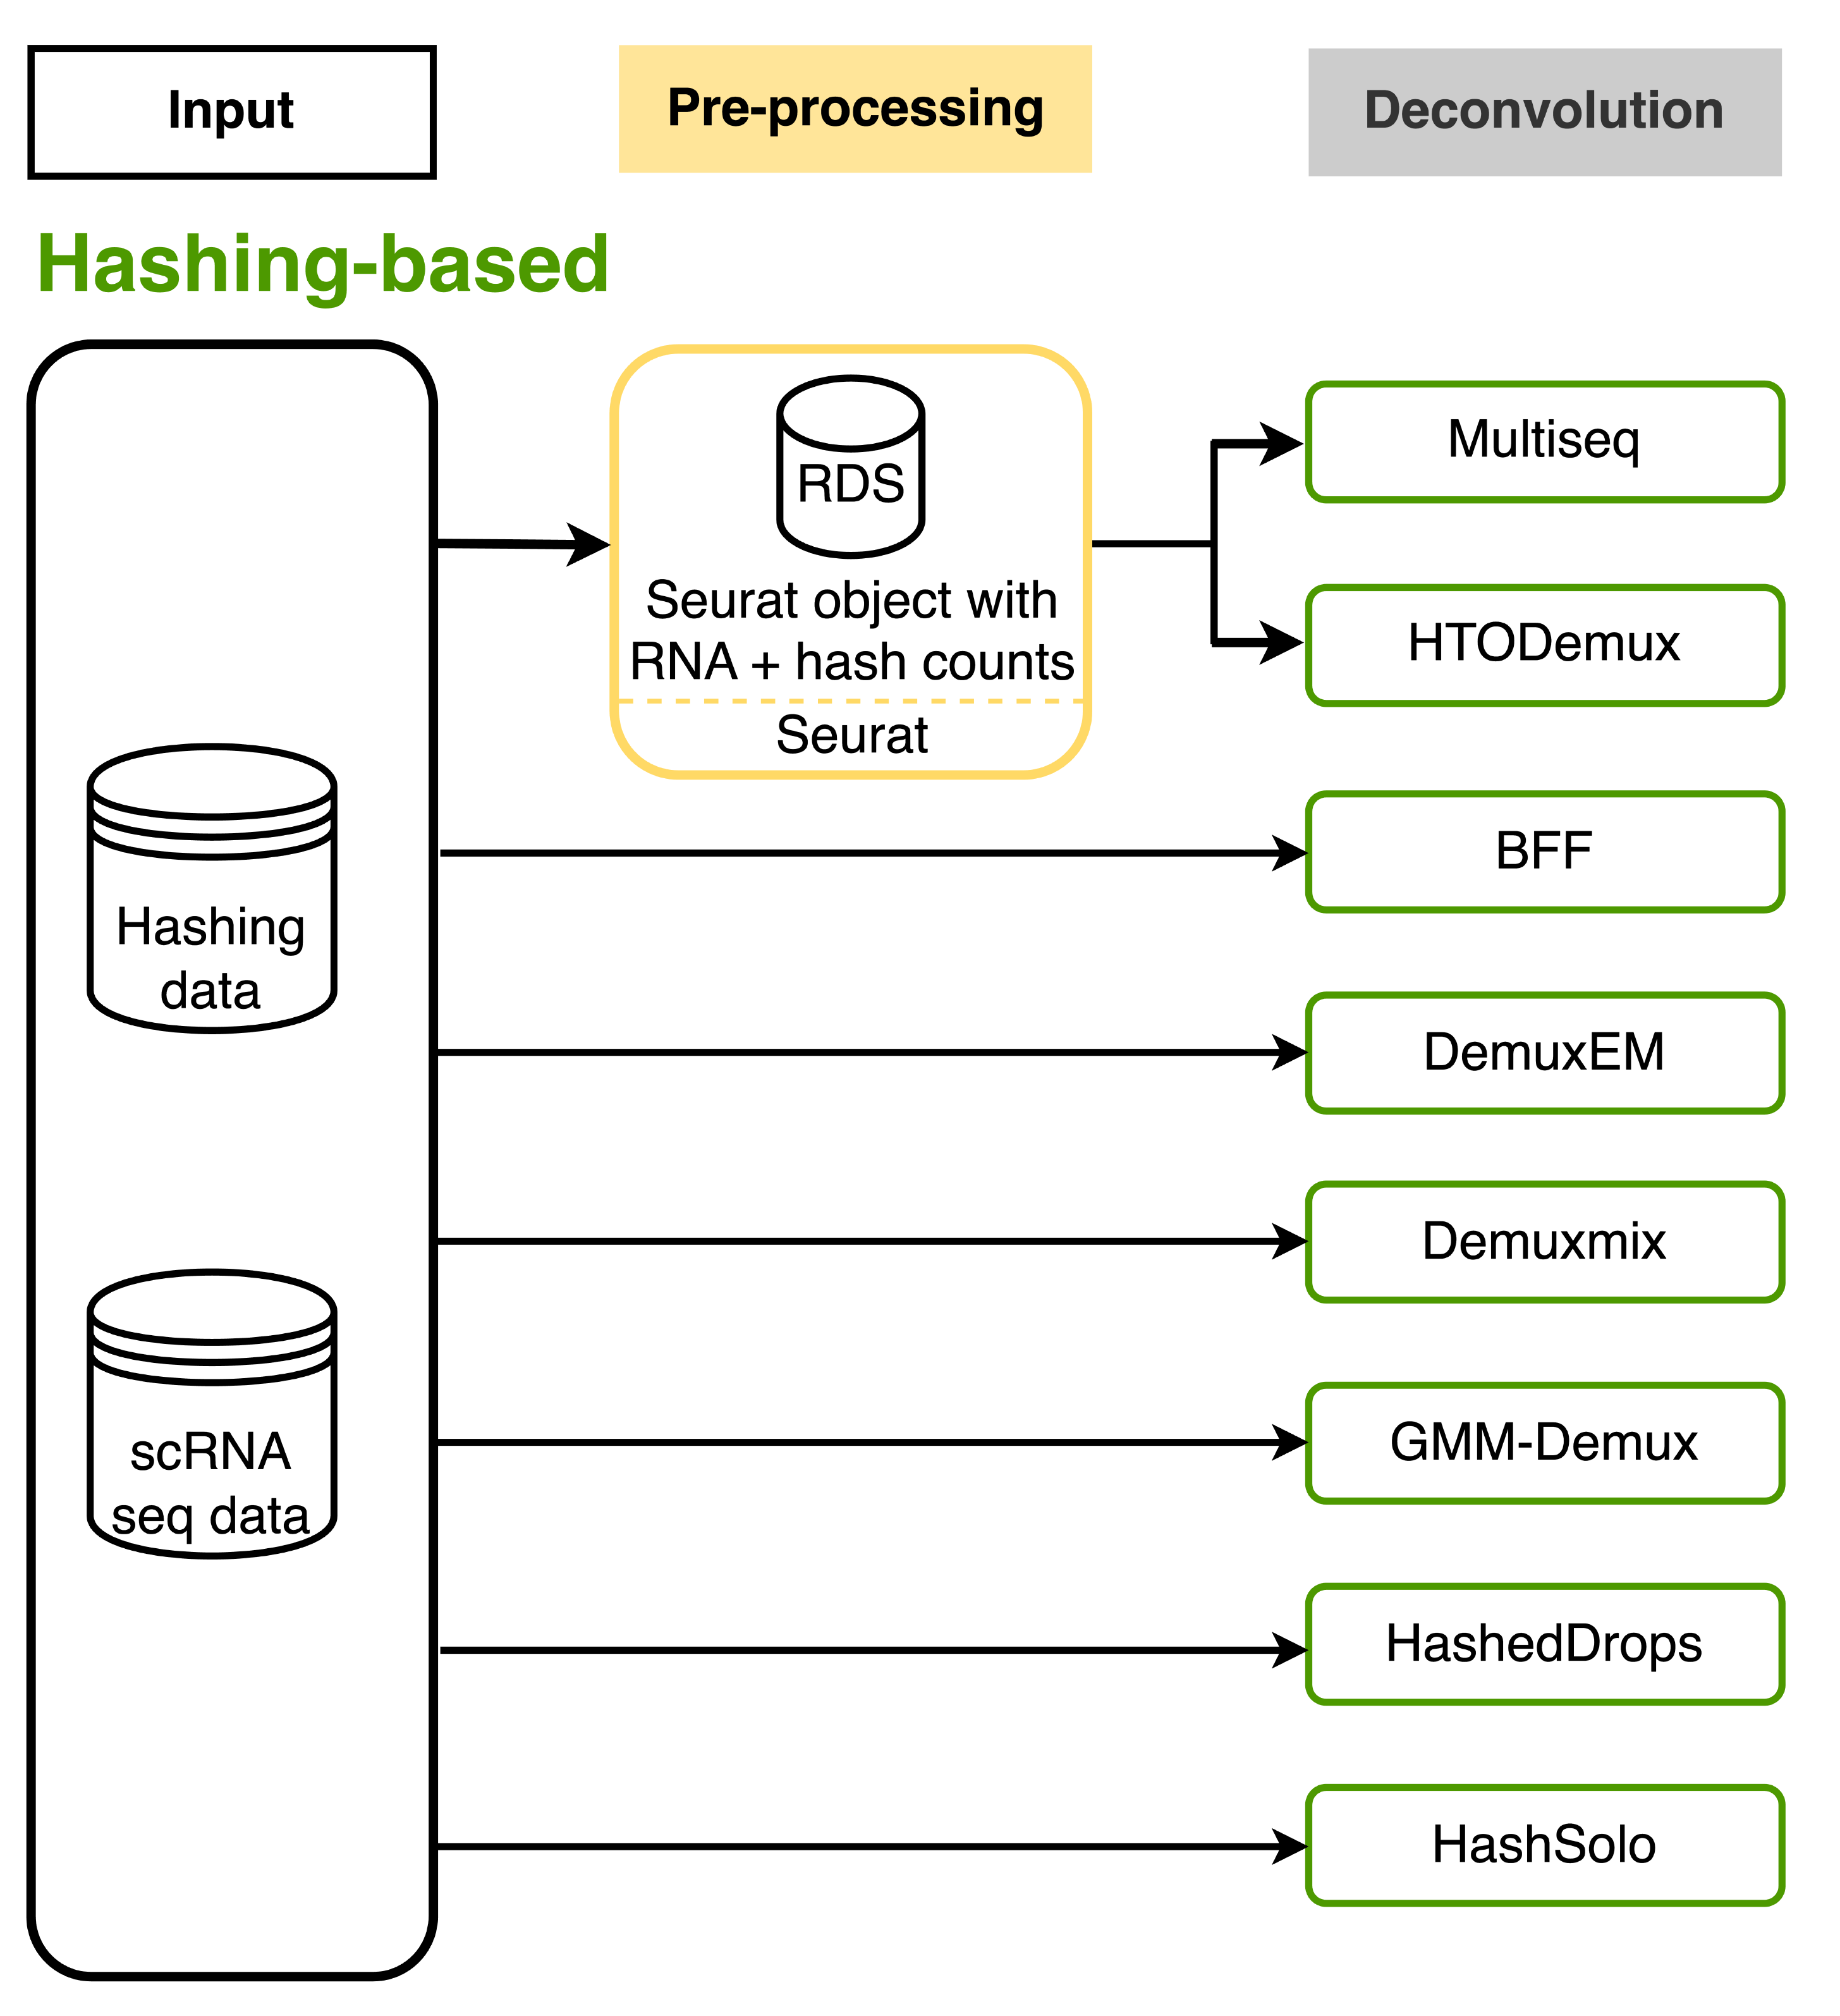 Input
Pre-processing
Deconvolution
Hashing-based
Hashing
data
scRNA
seq data
RDS
Seurat object with
RNA + hash counts
Seurat
Multiseq
HTODemux
BFF
DemuxEM
Demuxmix
GMM-Demux
HashedDrops
HashSolo